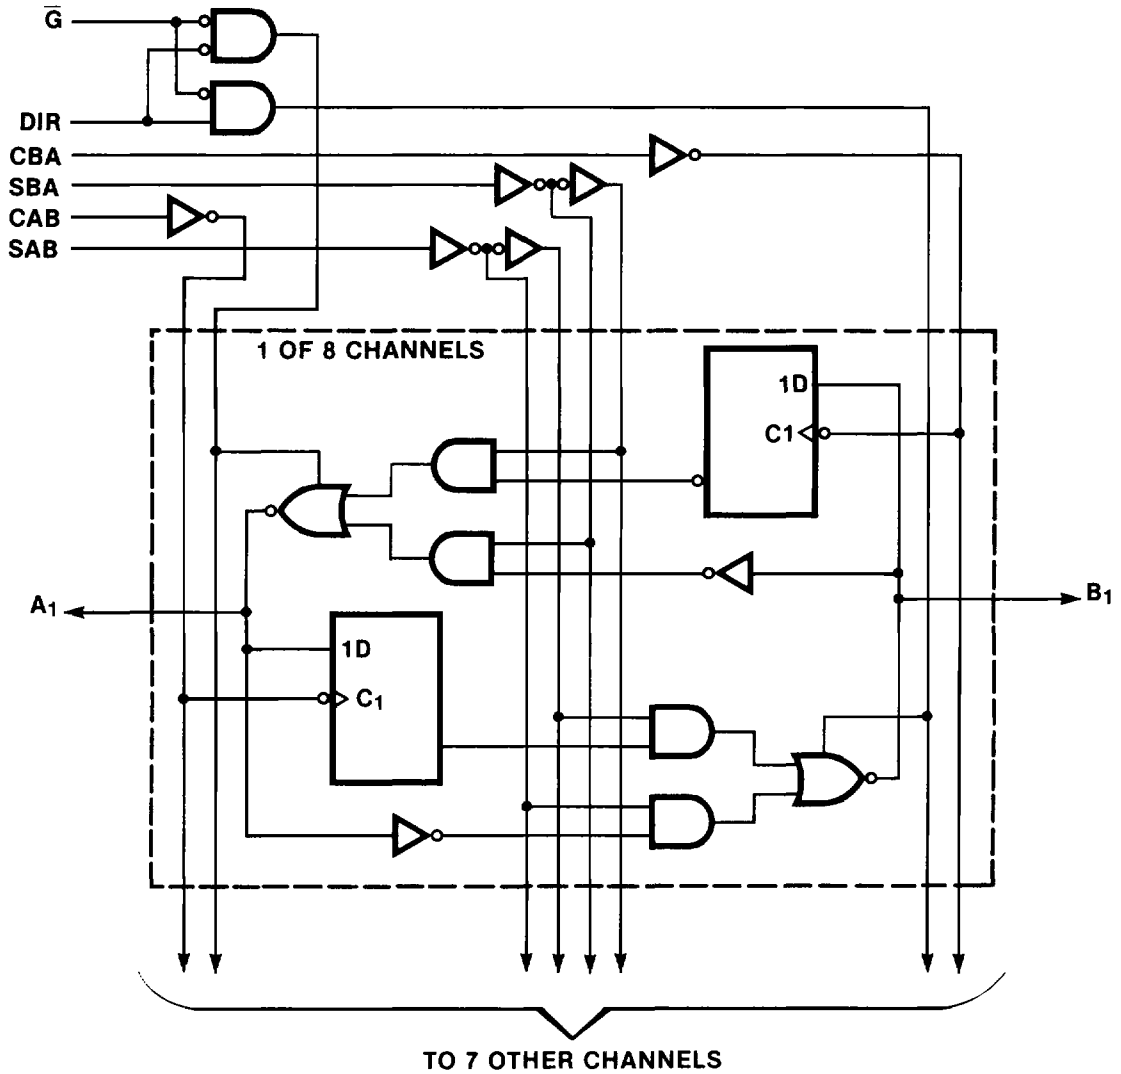 G̅
DIR
CBA
SBA
CAB
SAB
1 OF 8 CHANNELS
1D
C1
A1
B1
1D
C1
TO 7 OTHER CHANNELS